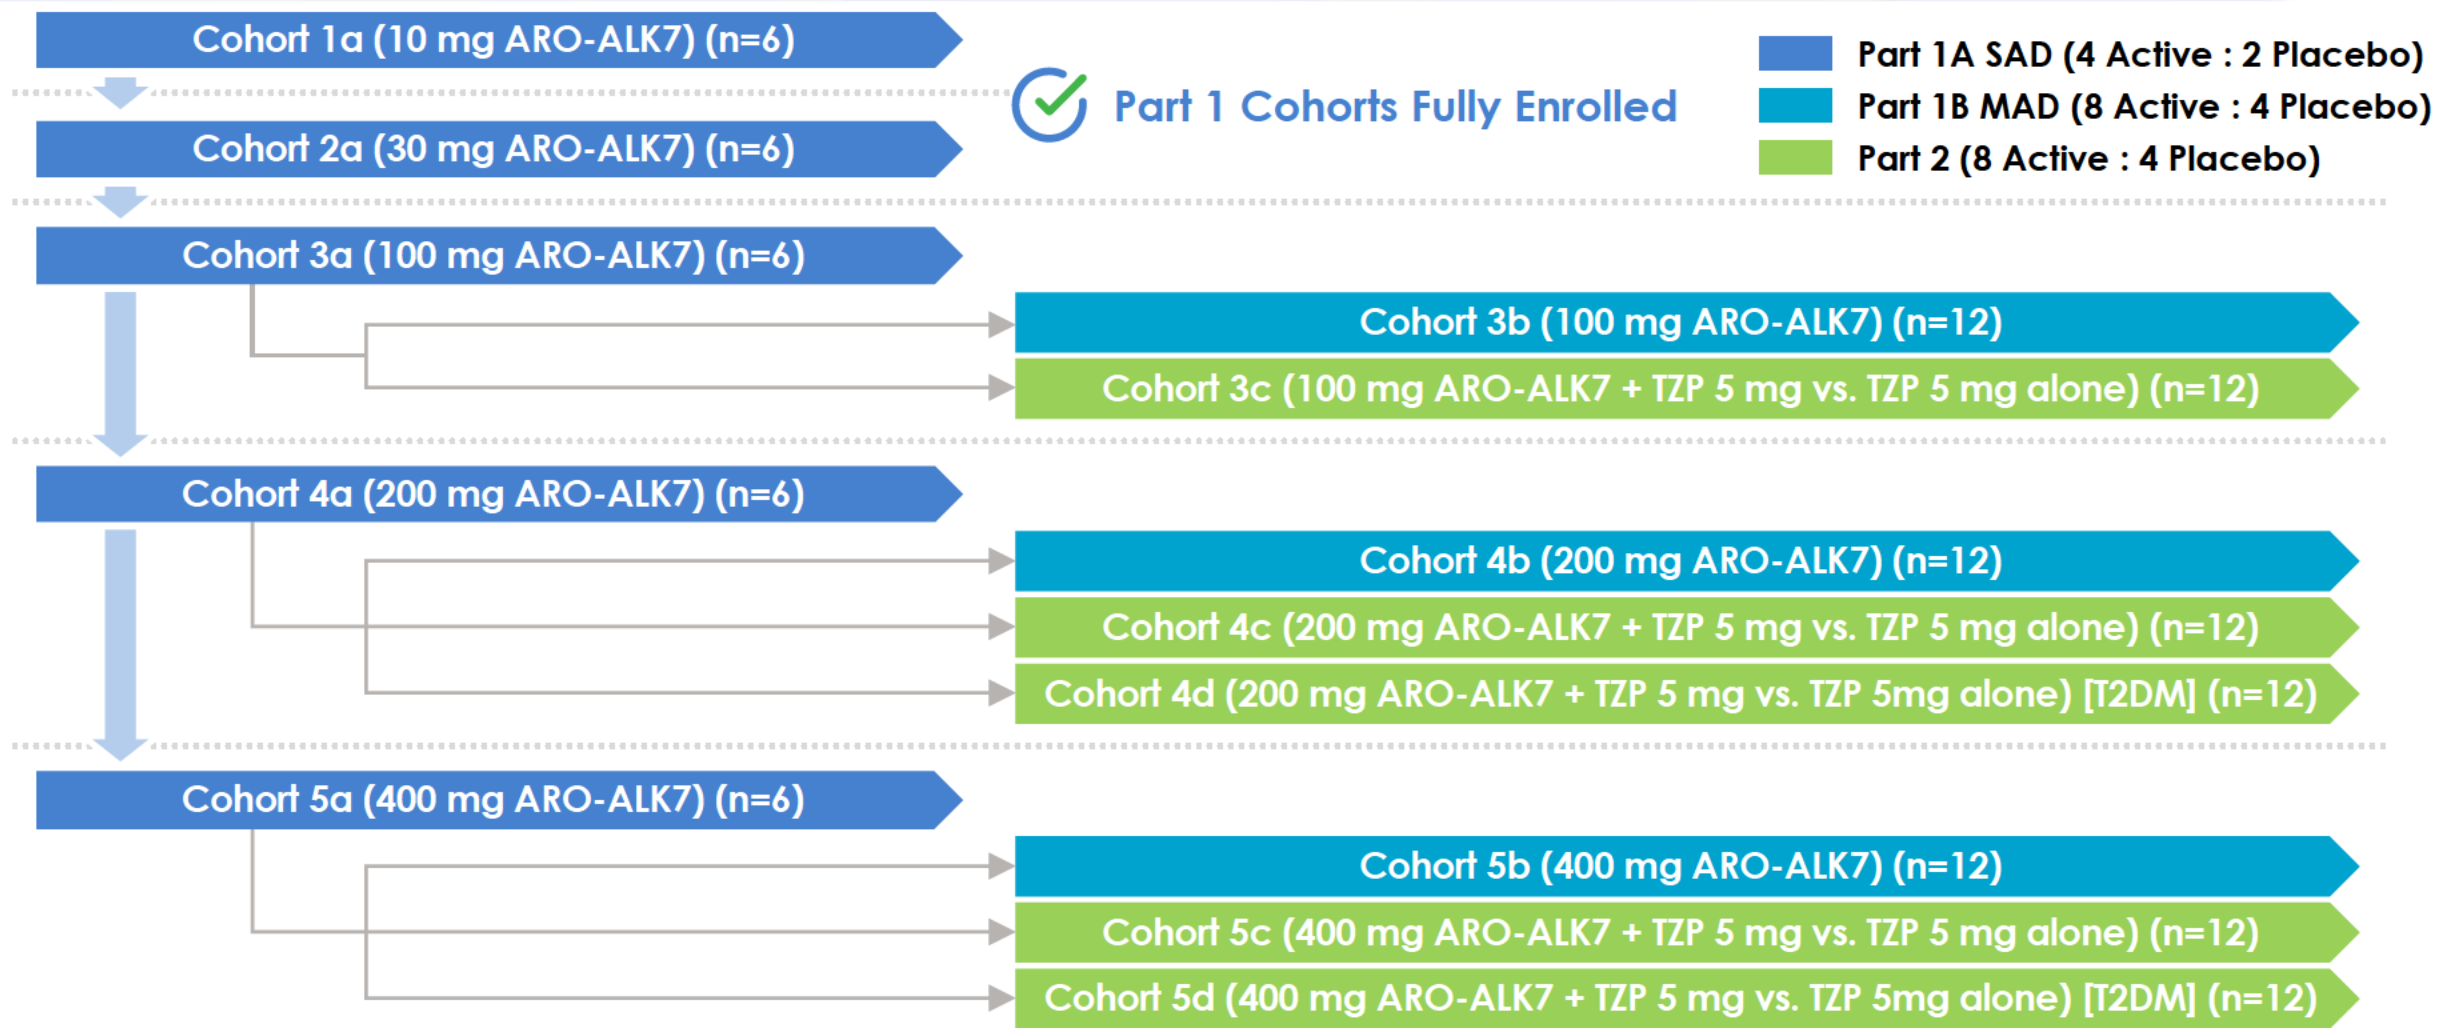 Cohort 1a (10 mg ARO-ALK7) (n=6)
Part 1A SAD (4 Active : 2 Placebo)
Part 1 Cohorts Fully Enrolled
Part 1B MAD (8 Active : 4 Placebo)
Cohort 2a (30 mg ARO-ALK7) (n=6)
Part 2 (8 Active : 4 Placebo)
Cohort 3a (100 mg ARO-ALK7) (n=6)
Cohort 3b (100 mg ARO-ALK7) (n=12)
Cohort 3c (100 mg ARO-ALK7 + TZP 5 mg vs. TZP 5 mg alone) (n=12)
Cohort 4a (200 mg ARO-ALK7) (n=6)
Cohort 4b (200 mg ARO-ALK7) (n=12)
Cohort 4c (200 mg ARO-ALK7 + TZP 5 mg vs. TZP 5 mg alone) (n=12)
Cohort 4d (200 mg ARO-ALK7 + TZP 5 mg vs. TZP 5mg alone) [T2DM] (n=12)
Cohort 5a (400 mg ARO-ALK7) (n=6)
Cohort 5b (400 mg ARO-ALK7) (n=12)
Cohort 5c (400 mg ARO-ALK7 + TZP 5 mg vs. TZP 5 mg alone) (n=12)
Cohort 5d (400 mg ARO-ALK7 + TZP 5 mg vs. TZP 5mg alone) [T2DM] (n=12)